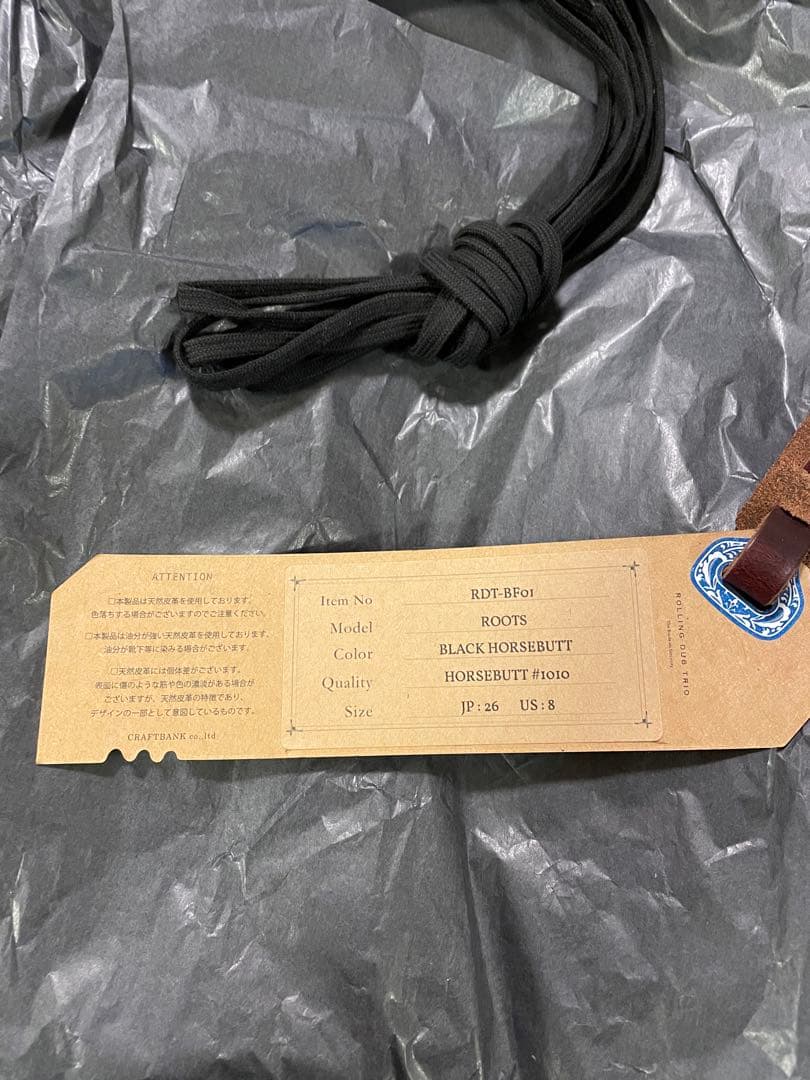 ATTENTION
□本製品は天然皮革を使用しております。
色落ちする場合がございますのでご注意ください。
□本製品は油分が強い天然皮革を使用しております。
油分が靴下等に染みる場合がございます。
□天然皮革には個体差がございます。
表面に傷のような筋や色の濃淡がある場合が
ございますが、天然皮革の特徴であり、
デザインの一部として意図しているものです。
CRAFTBANK co.,ltd
Item No RDT-BF01
Model ROOTS
Color BLACK HORSEBUTT
Quality HORSEBUTT #1010
Size JP : 26 US : 8
ROLLING DUB TRIO